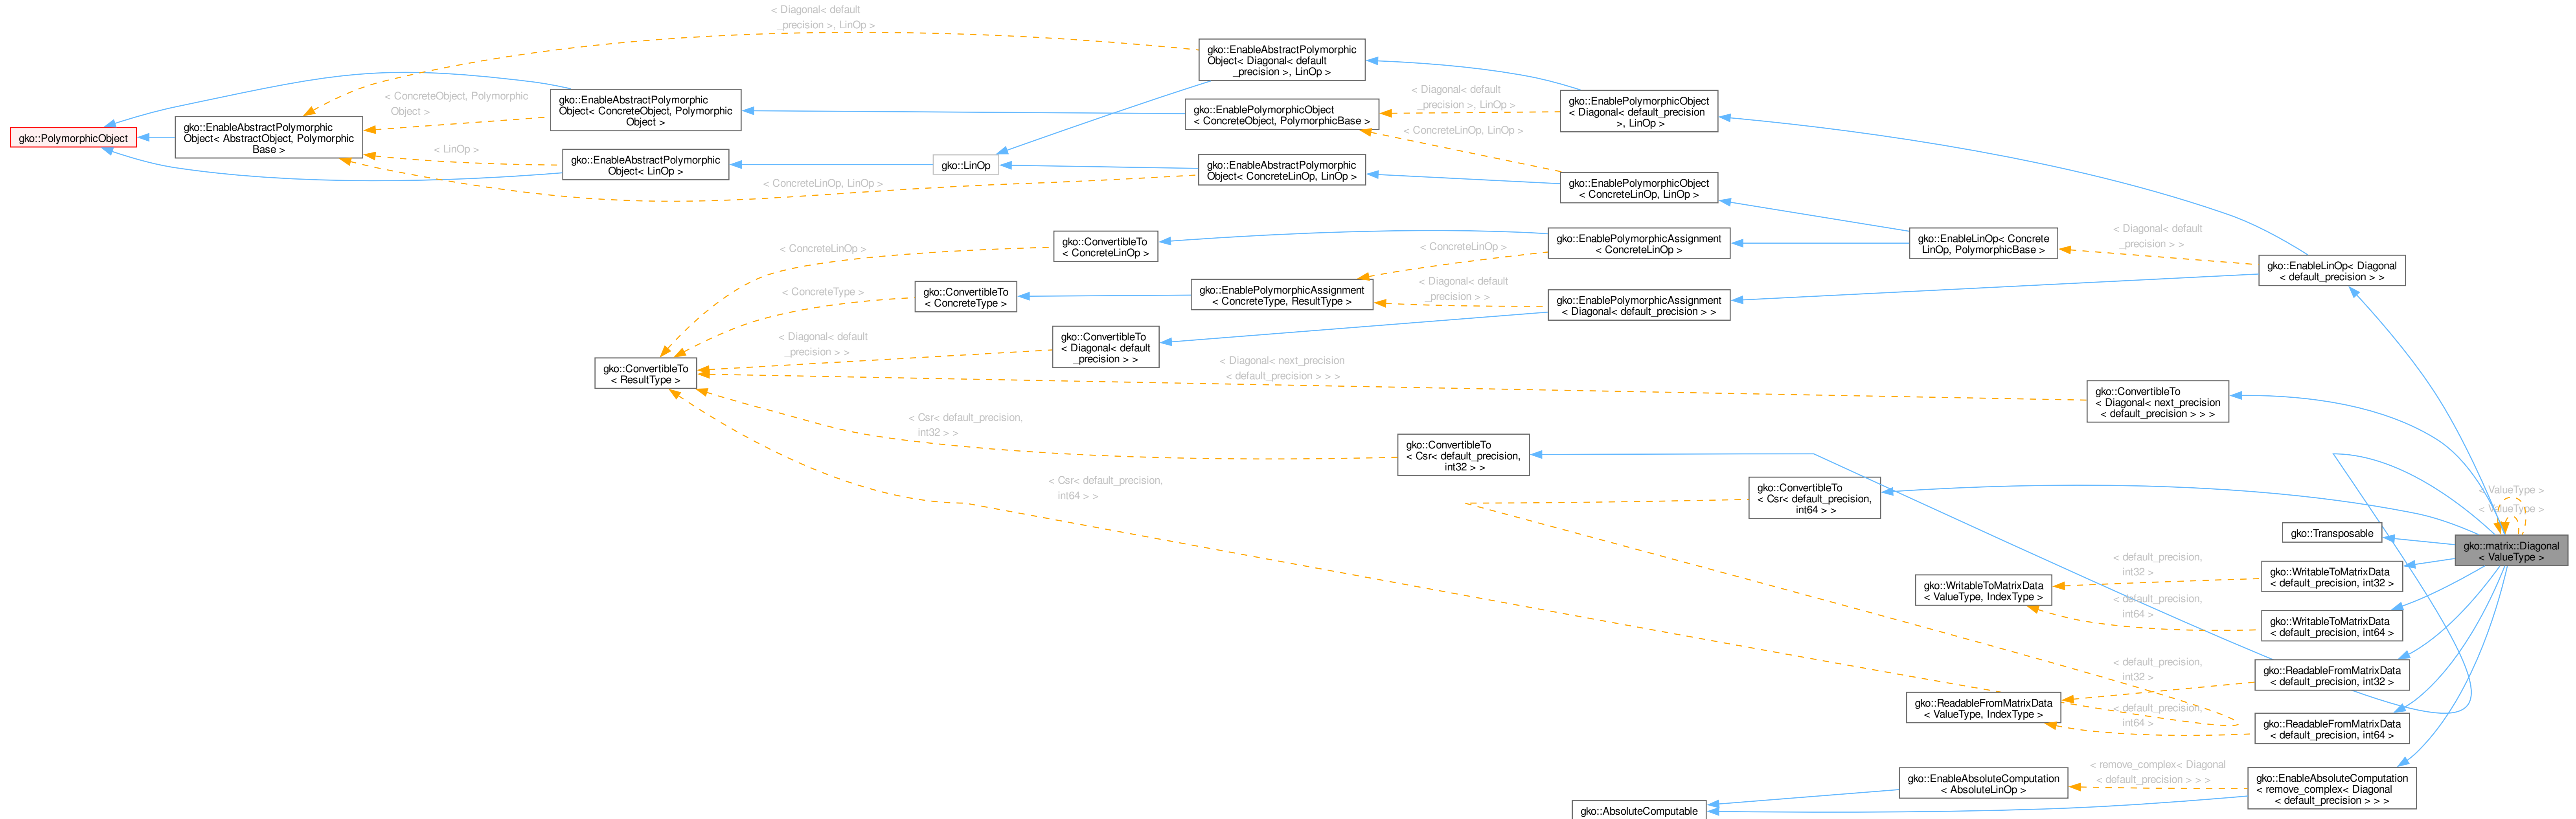 < Diagonal< default
_precision >, LinOp >
gko::EnableAbstractPolymorphic
Object< Diagonal< default
_precision >, LinOp >
gko::EnableAbstractPolymorphic
Object< ConcreteObject, Polymorphic
Object >
< ConcreteObject, Polymorphic
Object >
gko::EnablePolymorphicObject
< ConcreteObject, PolymorphicBase >
< Diagonal< default
_precision >, LinOp >
gko::EnablePolymorphicObject
< Diagonal< default_precision
>, LinOp >
gko::PolymorphicObject
gko::EnableAbstractPolymorphic
Object< AbstractObject, Polymorphic
Base >
< ConcreteLinOp, LinOp >
< LinOp >
gko::EnableAbstractPolymorphic
Object< LinOp >
gko::LinOp
gko::EnableAbstractPolymorphic
Object< ConcreteLinOp, LinOp >
< ConcreteLinOp, LinOp >
gko::EnablePolymorphicObject
< ConcreteLinOp, LinOp >
< ConcreteLinOp >
gko::ConvertibleTo
< ConcreteLinOp >
< ConcreteLinOp >
gko::EnablePolymorphicAssignment
< ConcreteLinOp >
gko::EnableLinOp< Concrete
LinOp, PolymorphicBase >
< Diagonal< default
_precision > >
gko::EnableLinOp< Diagonal
< default_precision > >
< ConcreteType >
gko::ConvertibleTo
< ConcreteType >
gko::EnablePolymorphicAssignment
< ConcreteType, ResultType >
< Diagonal< default
_precision > >
gko::EnablePolymorphicAssignment
< Diagonal< default_precision > >
< Diagonal< default
_precision > >
gko::ConvertibleTo
< Diagonal< default
_precision > >
gko::ConvertibleTo
< ResultType >
< Diagonal< next_precision
< default_precision > > >
gko::ConvertibleTo
< Diagonal< next_precision
< default_precision > > >
< Csr< default_precision,
int32 > >
gko::ConvertibleTo
< Csr< default_precision,
int32 > >
< Csr< default_precision,
int64 > >
gko::ConvertibleTo
< Csr< default_precision,
int64 > >
< ValueType >
< ValueType >
gko::Transposable
gko::matrix::Diagonal
< ValueType >
< default_precision,
int32 >
gko::WritableToMatrixData
< default_precision, int32 >
gko::WritableToMatrixData
< ValueType, IndexType >
< default_precision,
int64 >
gko::WritableToMatrixData
< default_precision, int64 >
< default_precision,
int32 >
gko::ReadableFromMatrixData
< default_precision, int32 >
gko::ReadableFromMatrixData
< ValueType, IndexType >
< default_precision,
int64 >
gko::ReadableFromMatrixData
< default_precision, int64 >
gko::EnableAbsoluteComputation
< AbsoluteLinOp >
< remove_complex< Diagonal
< default_precision > > >
gko::EnableAbsoluteComputation
< remove_complex< Diagonal
< default_precision > > >
gko::AbsoluteComputable